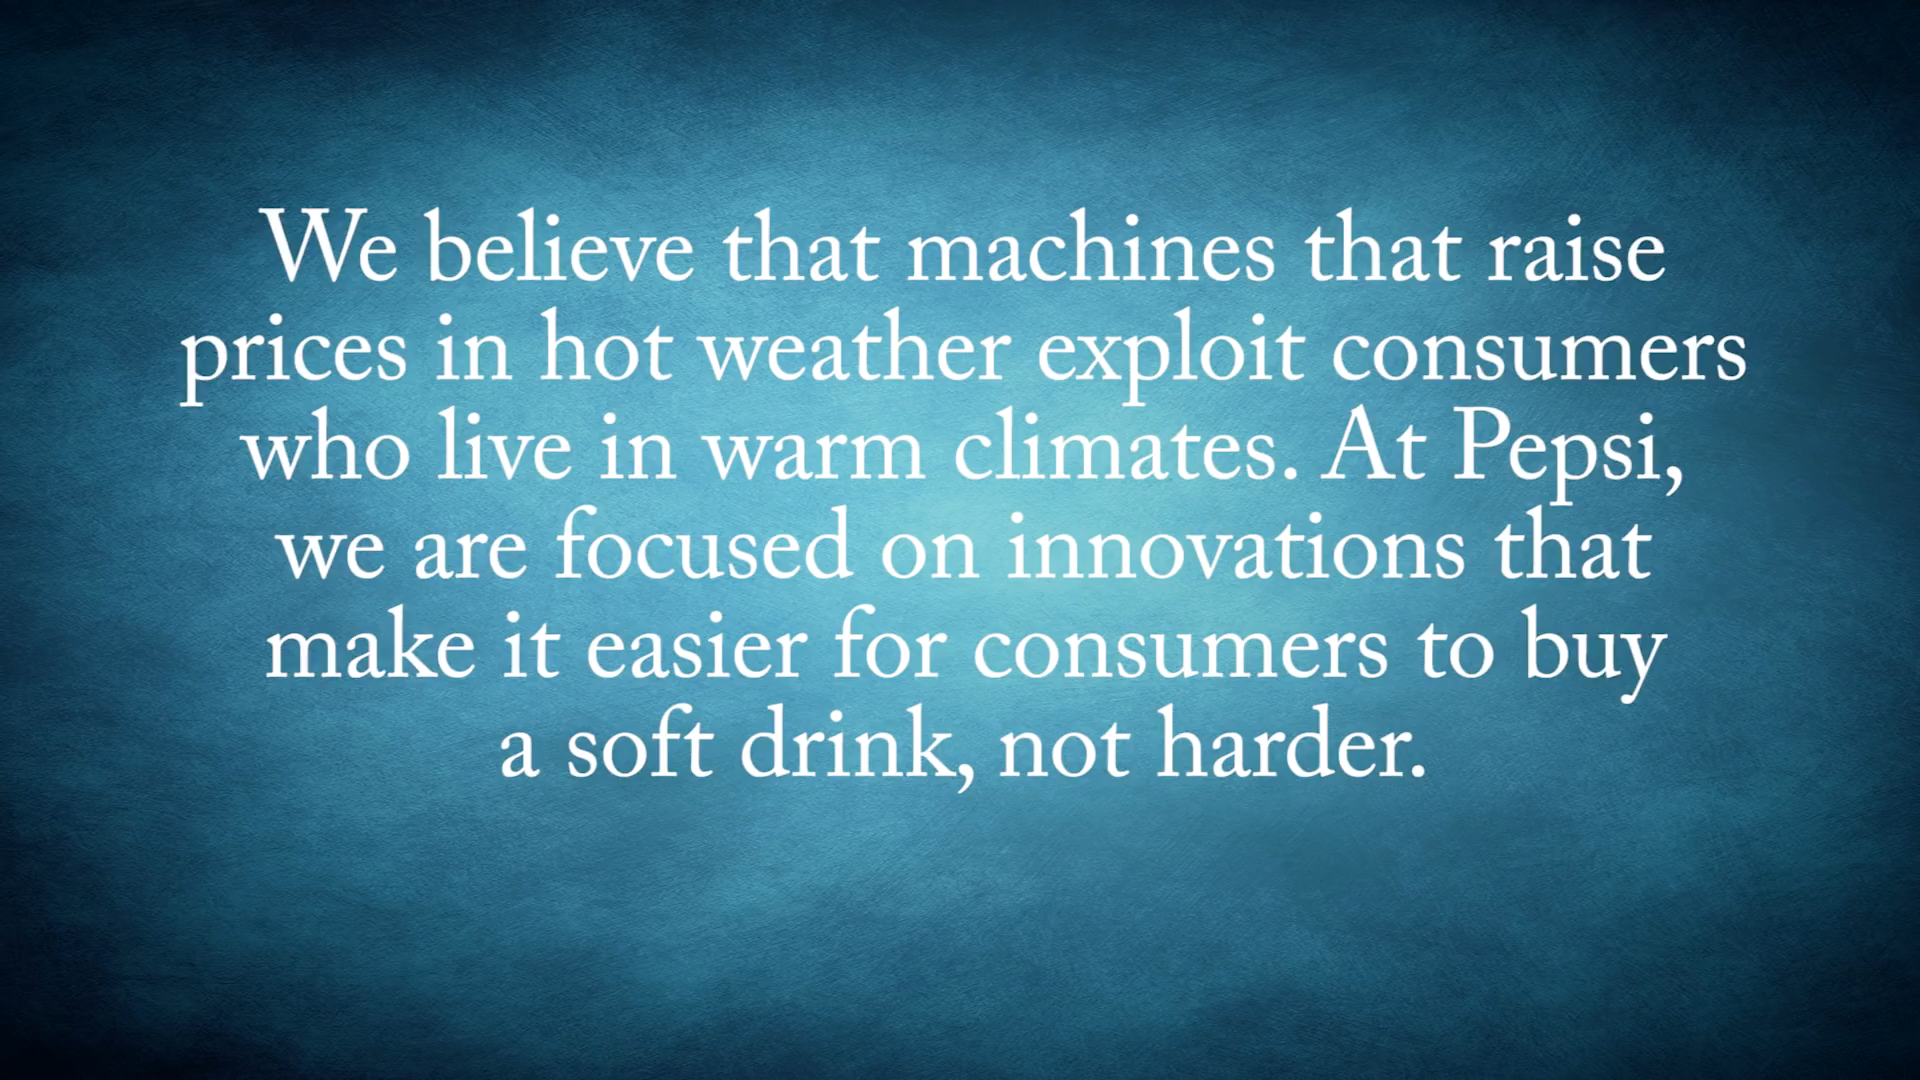 We believe that machines that raise
prices in hot weather exploit consumers
who live in warm climates. At Pepsi,
we are focused on innovations that
make it easier for consumers to buy
a soft drink, not harder.